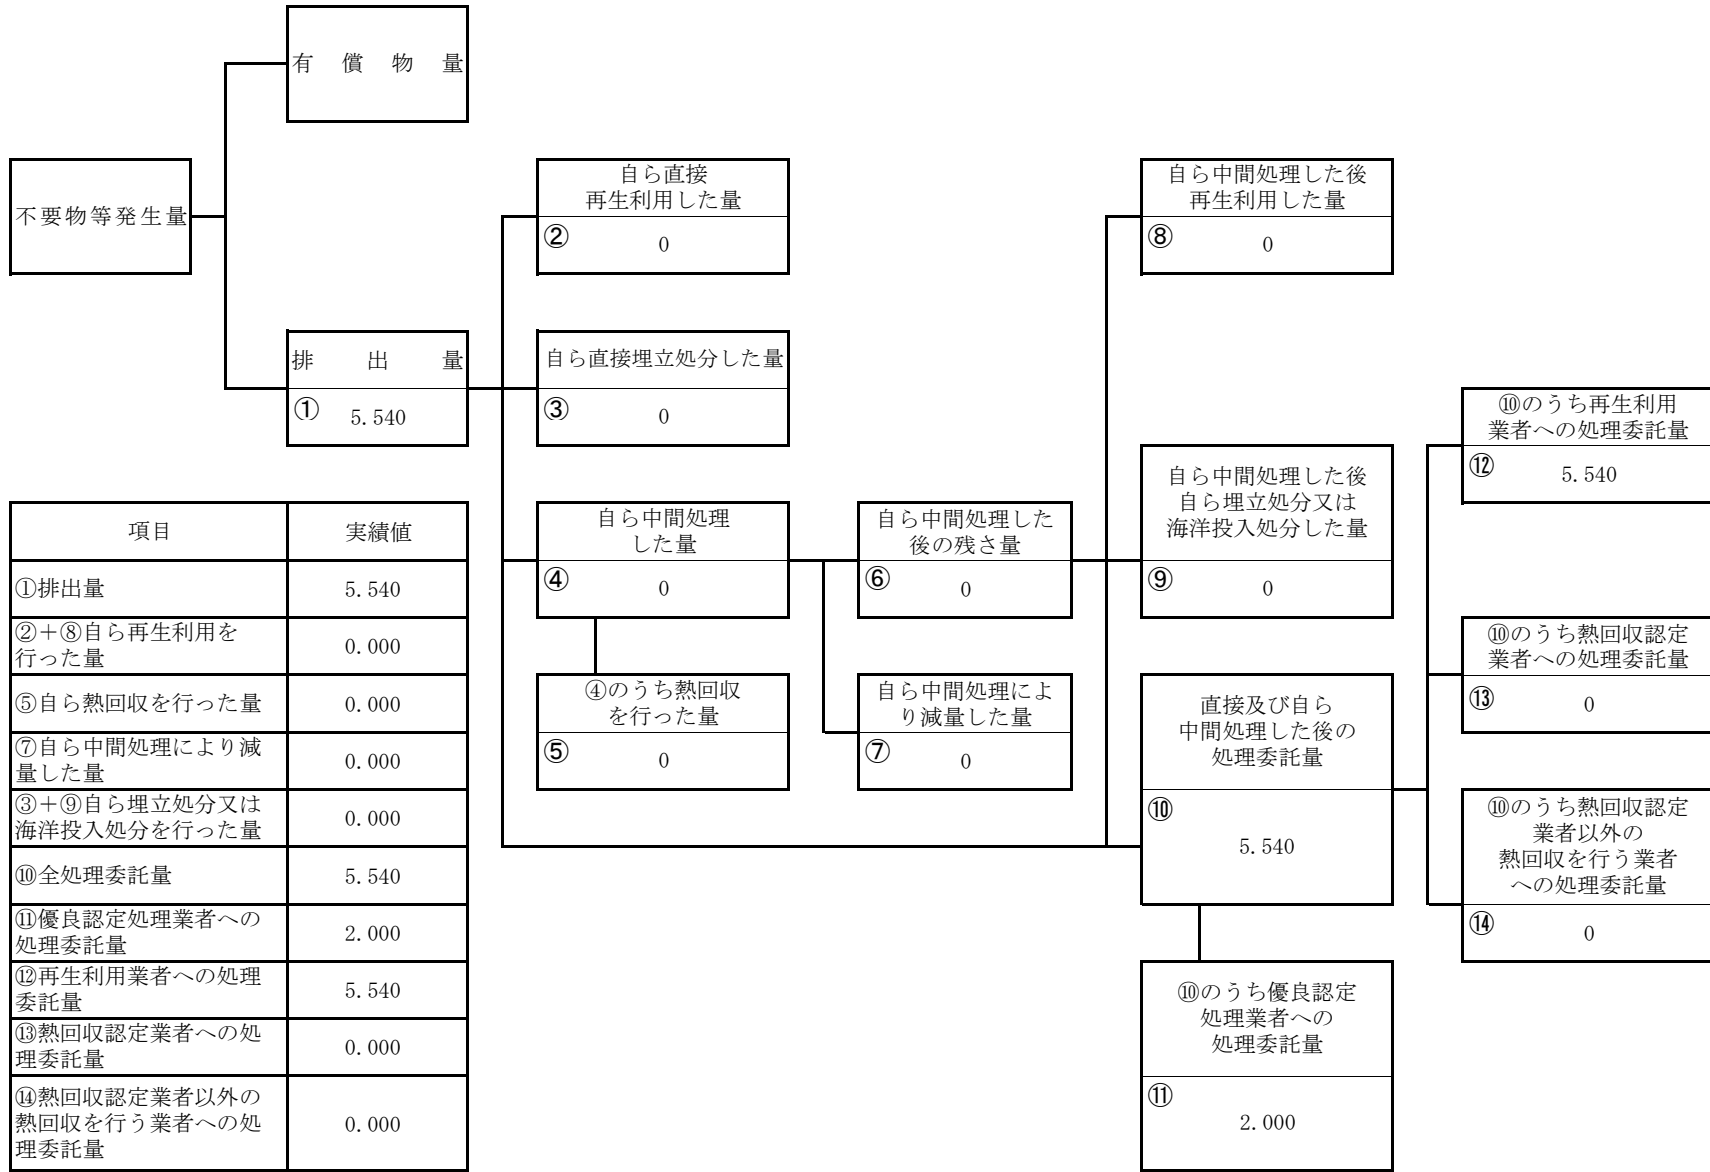 有償物量
不要物等発生量
自ら直接
再生利用した量
②
0
自ら中間処理した後
再生利用した量
⑧
0
排出量
①
5.540
自ら直接埋立処分した量
③
0
⑩のうち再生利用
業者への処理委託量
⑫
5.540
自ら中間処理した後
自ら埋立処分又は
海洋投入処分した量
⑨
0
自ら中間処理
した量
④
0
自ら中間処理した
後の残さ量
⑥
0
⑩のうち熱回収認定
業者への処理委託量
⑬
0
④のうち熱回収
を行った量
⑤
0
自ら中間処理によ
り減量した量
⑦
0
直接及び自ら
中間処理した後の
処理委託量
⑩
5.540
⑩のうち熱回収認定
業者以外の
熱回収を行う業者
への処理委託量
⑭
0
⑩のうち優良認定
処理業者への
処理委託量
⑪
2.000
項目 実績値
①排出量 5.540
②＋⑧自ら再生利用を
行った量 0.000
⑤自ら熱回収を行った量 0.000
⑦自ら中間処理により減
量した量 0.000
③＋⑨自ら埋立処分又は
海洋投入処分を行った量 0.000
⑩全処理委託量 5.540
⑪優良認定処理業者への
処理委託量 2.000
⑫再生利用業者への処理
委託量 5.540
⑬熱回収認定業者への処
理委託量 0.000
⑭熱回収認定業者以外の
熱回収を行う業者への処
理委託量 0.000